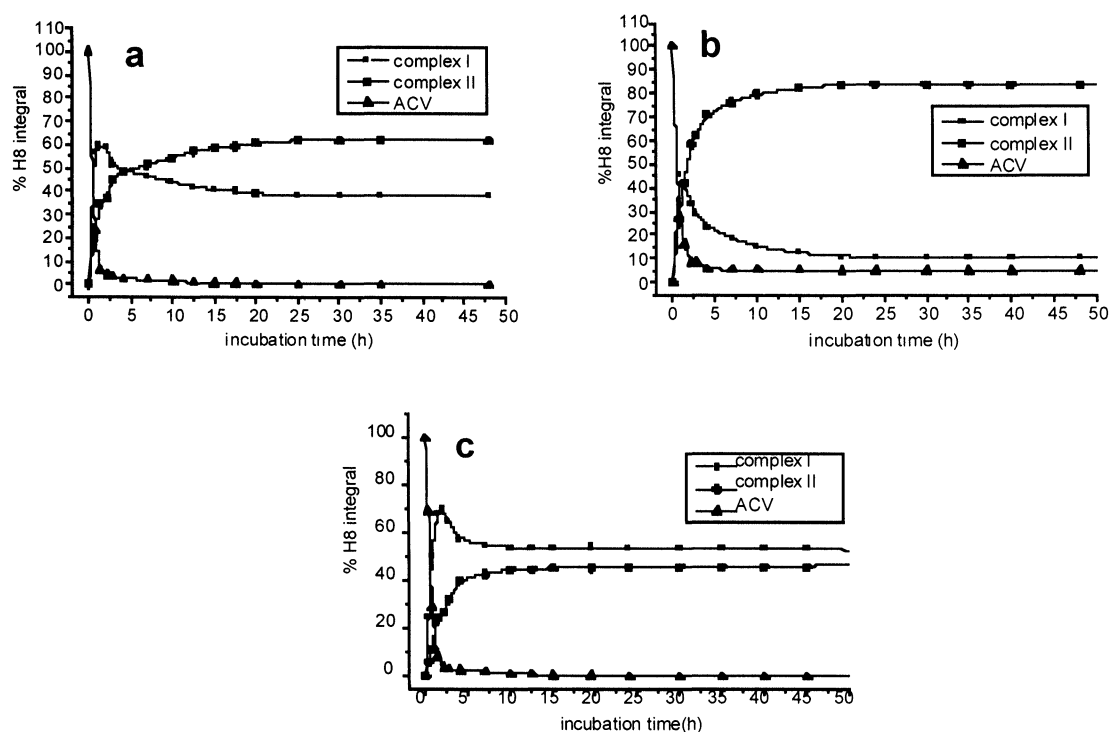 a
complex I
complex II
ACV
% H8 integral
110
100
90
80
70
60
50
40
30
20
10
0
0 5 10 15 20 25 30 35 40 45 50
incubation time (h)
b
complex I
complex II
ACV
%H8 integral
110
100
90
80
70
60
50
40
30
20
10
0
0 5 10 15 20 25 30 35 40 45 50
incubation time (h)
c
complex I
complex II
ACV
% H8 integral
100
80
60
40
20
0
0 5 10 15 20 25 30 35 40 45 50
incubation time(h)